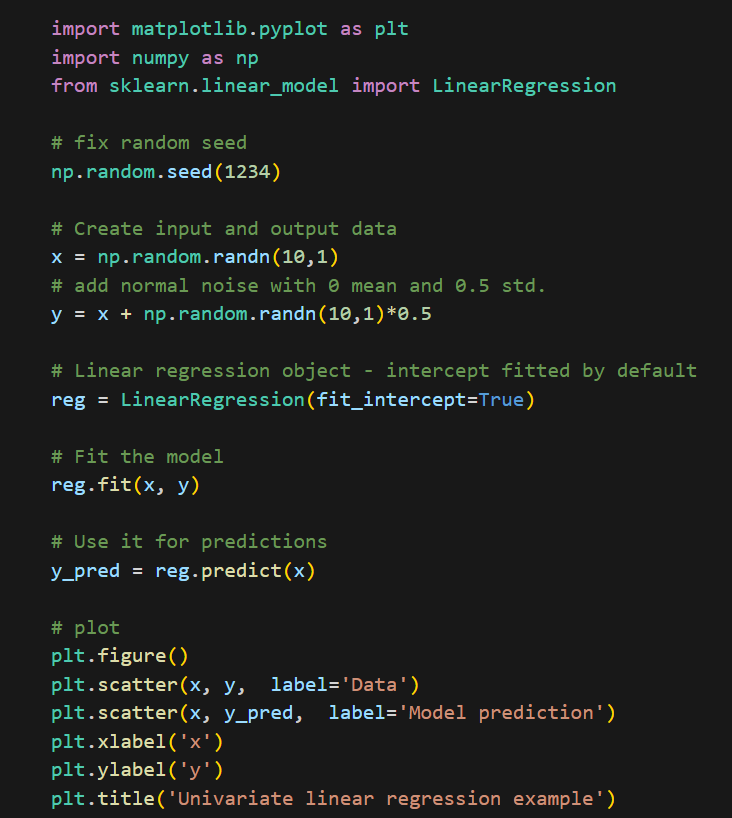 import matplotlib.pyplot as plt
import numpy as np
from sklearn.linear_model import LinearRegression
# fix random seed
np.random.seed(1234)
# Create input and output data
x = np.random.randn(10,1)
# add normal noise with 0 mean and 0.5 std.
y = x + np.random.randn(10,1)*0.5
# Linear regression object - intercept fitted by default
reg = LinearRegression(fit_intercept=True)
# Fit the model
reg.fit(x, y)
# Use it for predictions
y_pred = reg.predict(x)
# plot
plt.figure()
plt.scatter(x, y,  label='Data')
plt.scatter(x, y_pred,  label='Model prediction')
plt.xlabel('x')
plt.ylabel('y')
plt.title('Univariate linear regression example')